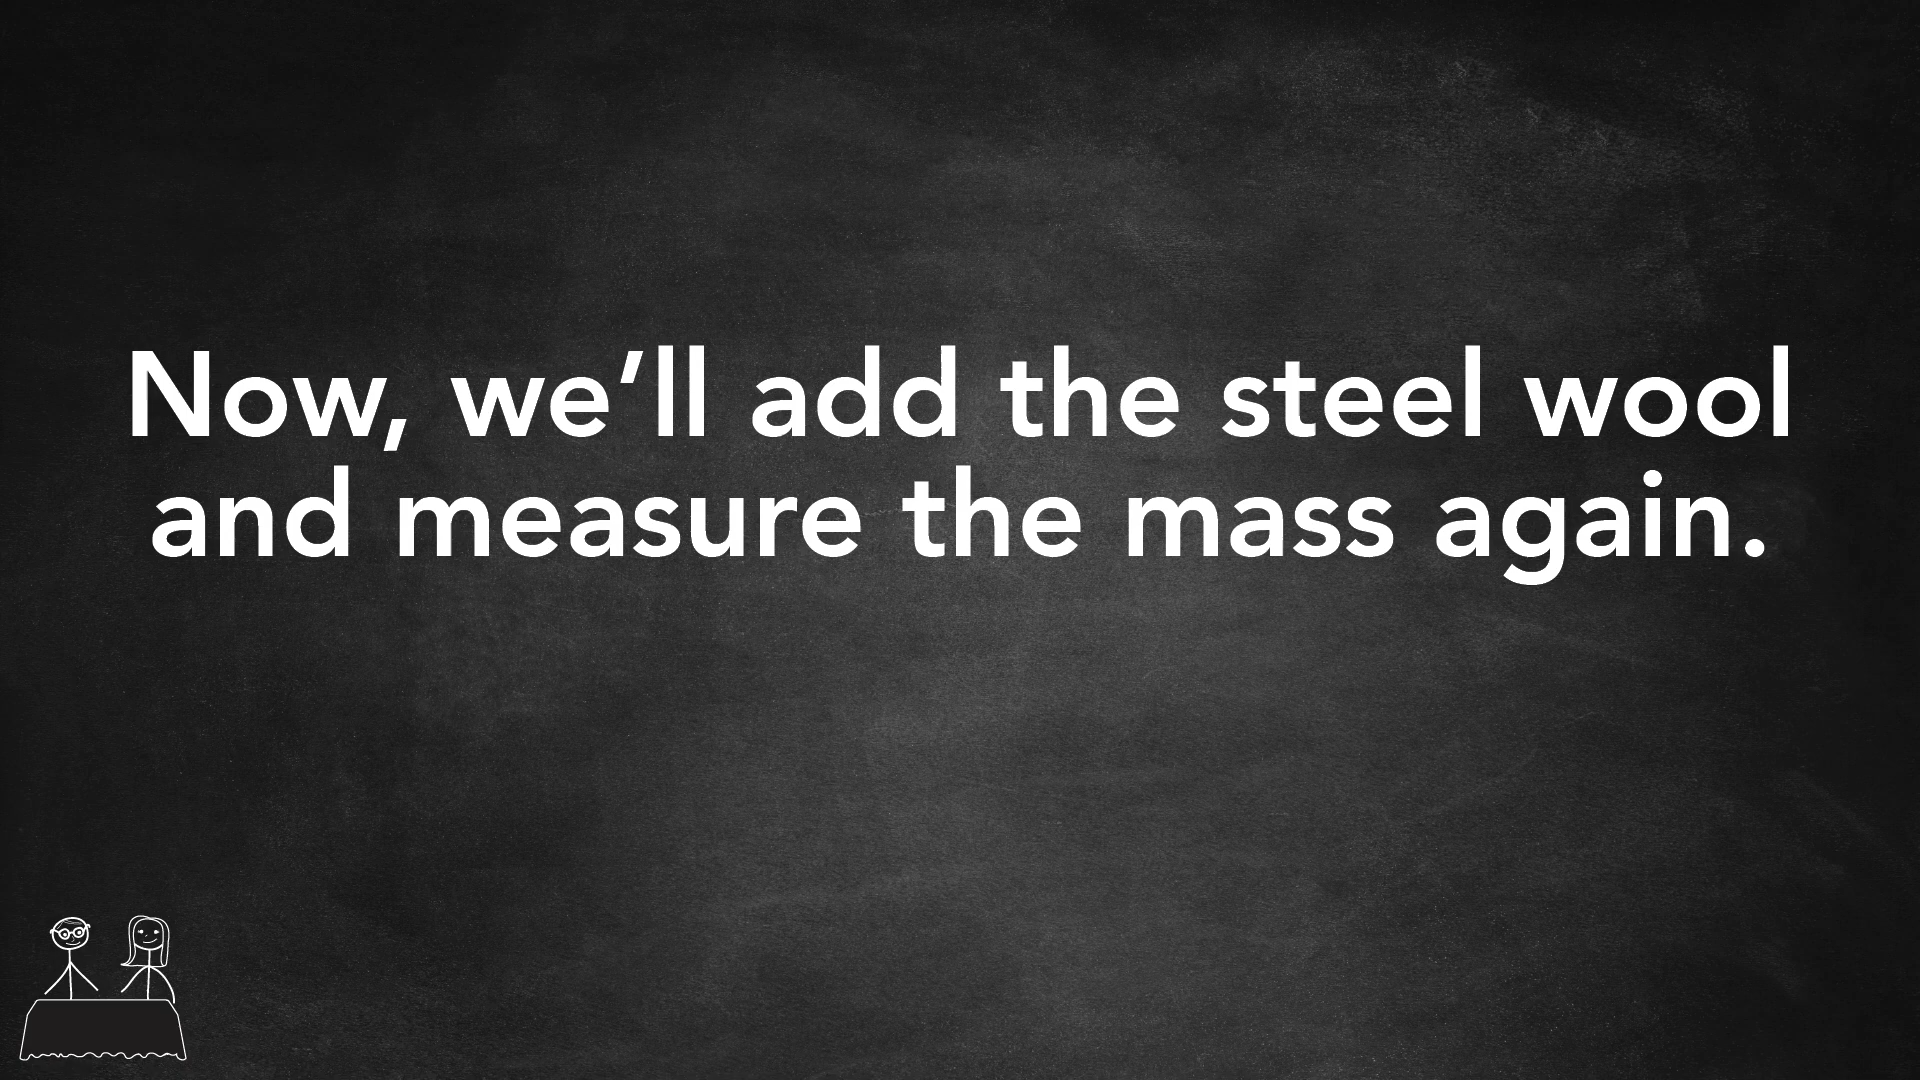 Now, we’ll add the steel wool
and measure the mass again.